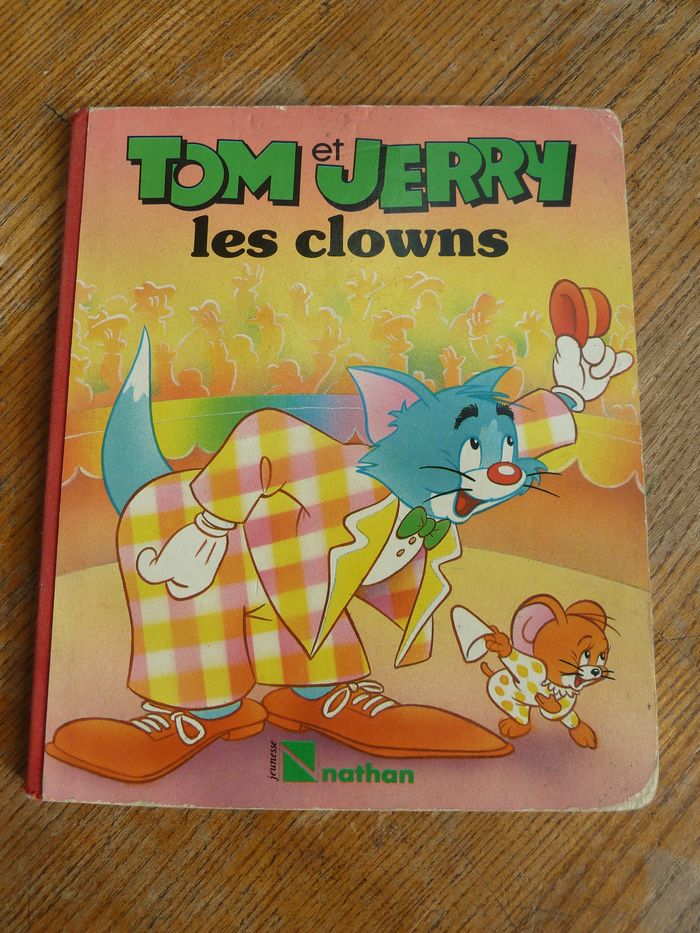 TOM et JERRY
les clowns
jeunesse
nathan